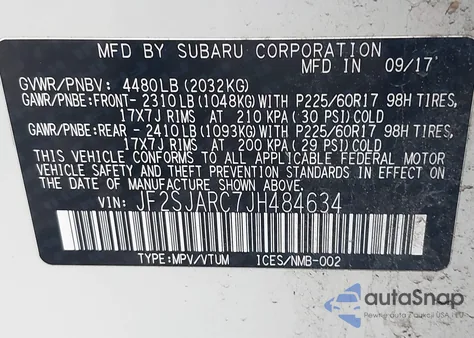 MFD BY SUBARU CORPORATION
MFD IN 09/17
GVWR/PNBV: 4480LB(2032KG)
GAWR/PNBE:FRONT- 2310LB(1048KG)WITH P225/60R17 98H TIRES,
17X7J RIMS AT 210 KPA(30 PSI)COLD
GAWR/PNBE:REAR -2410LB(1093KG)WITH P225/60R17 98H TIRES,
17X7J RIMS AT 200 KPA(29 PSI)COLD
THIS VEHICLE CONFORMS TO ALL APPLICABLE FEDERAL MOTOR
VEHICLE SAFETY AND THEFT PREVENTION STANDARDS IN EFFECT ON
THE DATE OF MANUFACTURE SHOWN ABOVE.
VIN: JF2SJARC7JH484634
TYPE:MPV/VTUM ICES/NMB-002
autoSnap